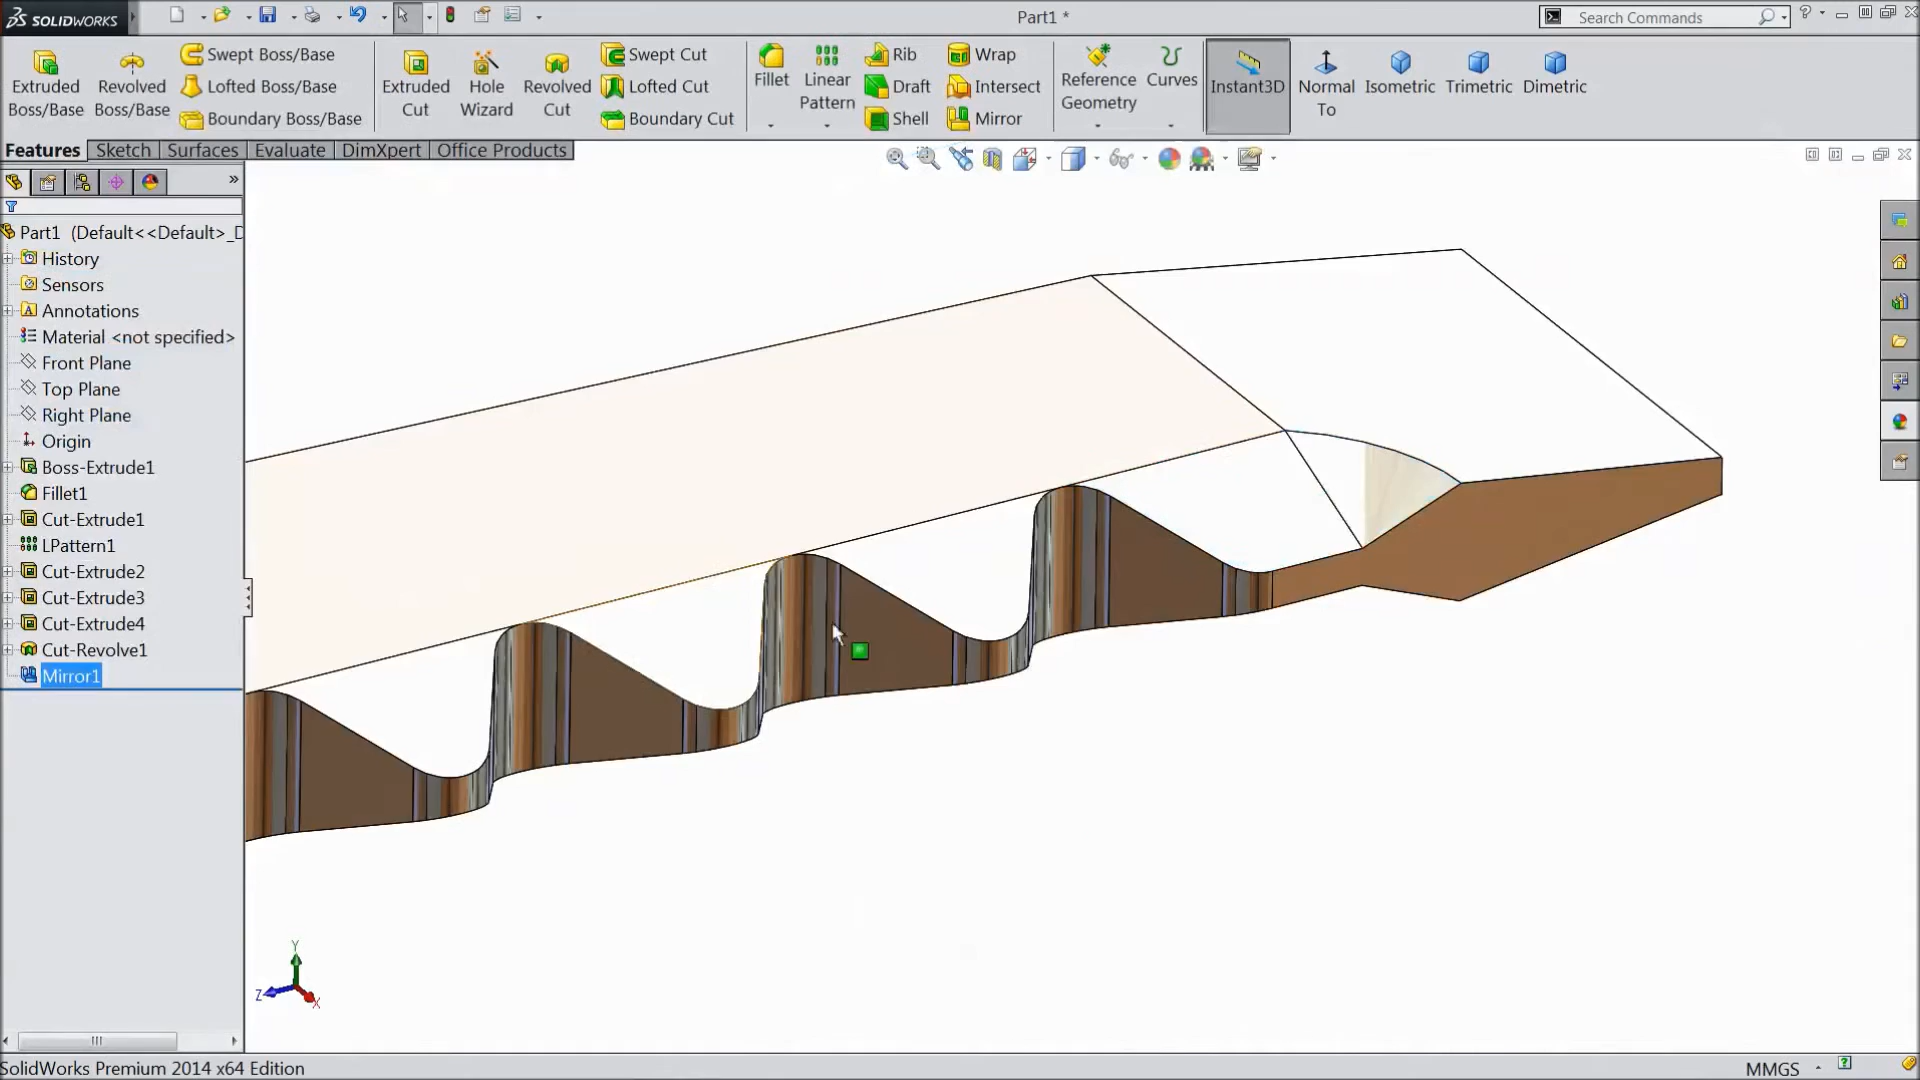 SOLIDWORKS
Part1 *
Search Commands
Extruded Boss/Base
Revolved Boss/Base
Swept Boss/Base
Lofted Boss/Base
Boundary Boss/Base
Extruded Cut
Hole Wizard
Revolved Cut
Swept Cut
Lofted Cut
Boundary Cut
Fillet
Linear Pattern
Rib
Draft
Shell
Wrap
Intersect
Mirror
Reference Geometry
Curves
Instant3D
Normal To
Isometric
Trimetric
Dimetric
Features
Sketch
Surfaces
Evaluate
DimXpert
Office Products
Part1 (Default<<Default>_D
History
Sensors
Annotations
Material <not specified>
Front Plane
Top Plane
Right Plane
Origin
Boss-Extrude1
Fillet1
Cut-Extrude1
LPattern1
Cut-Extrude2
Cut-Extrude3
Cut-Extrude4
Cut-Revolve1
Mirror1
Y
Z
X
SolidWorks Premium 2014 x64 Edition
MMGS